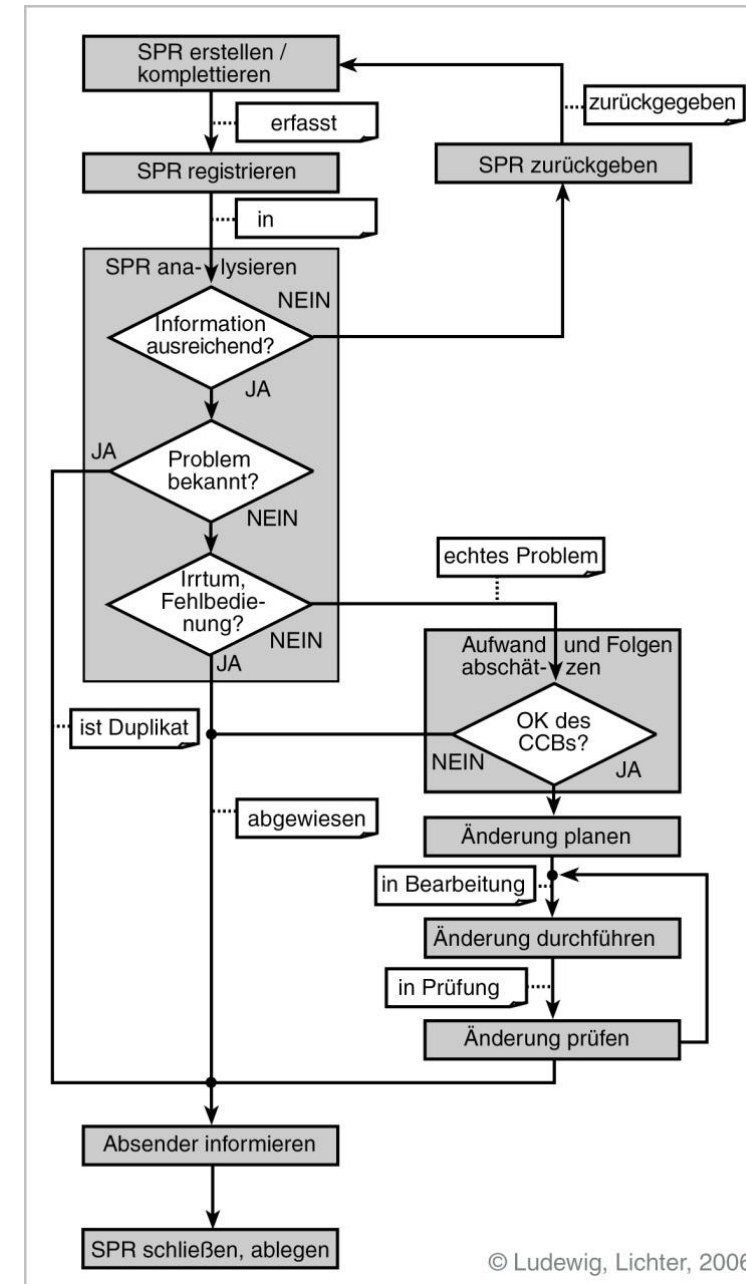 SPR erstellen /
komplettieren
zurückgegeben
erfasst
SPR registrieren
SPR zurückgeben
in
SPR ana- lysieren
NEIN
Information
ausreichend?
JA
JA
Problem
bekannt?
NEIN
echtes Problem
Irrtum,
Fehlbedie-
nung?
NEIN
JA
Aufwand und Folgen
abschät- zen
ist Duplikat
OK des
CCBs?
NEIN
JA
abgewiesen
Änderung planen
in Bearbeitung
Änderung durchführen
in Prüfung
Änderung prüfen
Absender informieren
SPR schließen, ablegen
© Ludewig, Lichter, 2006